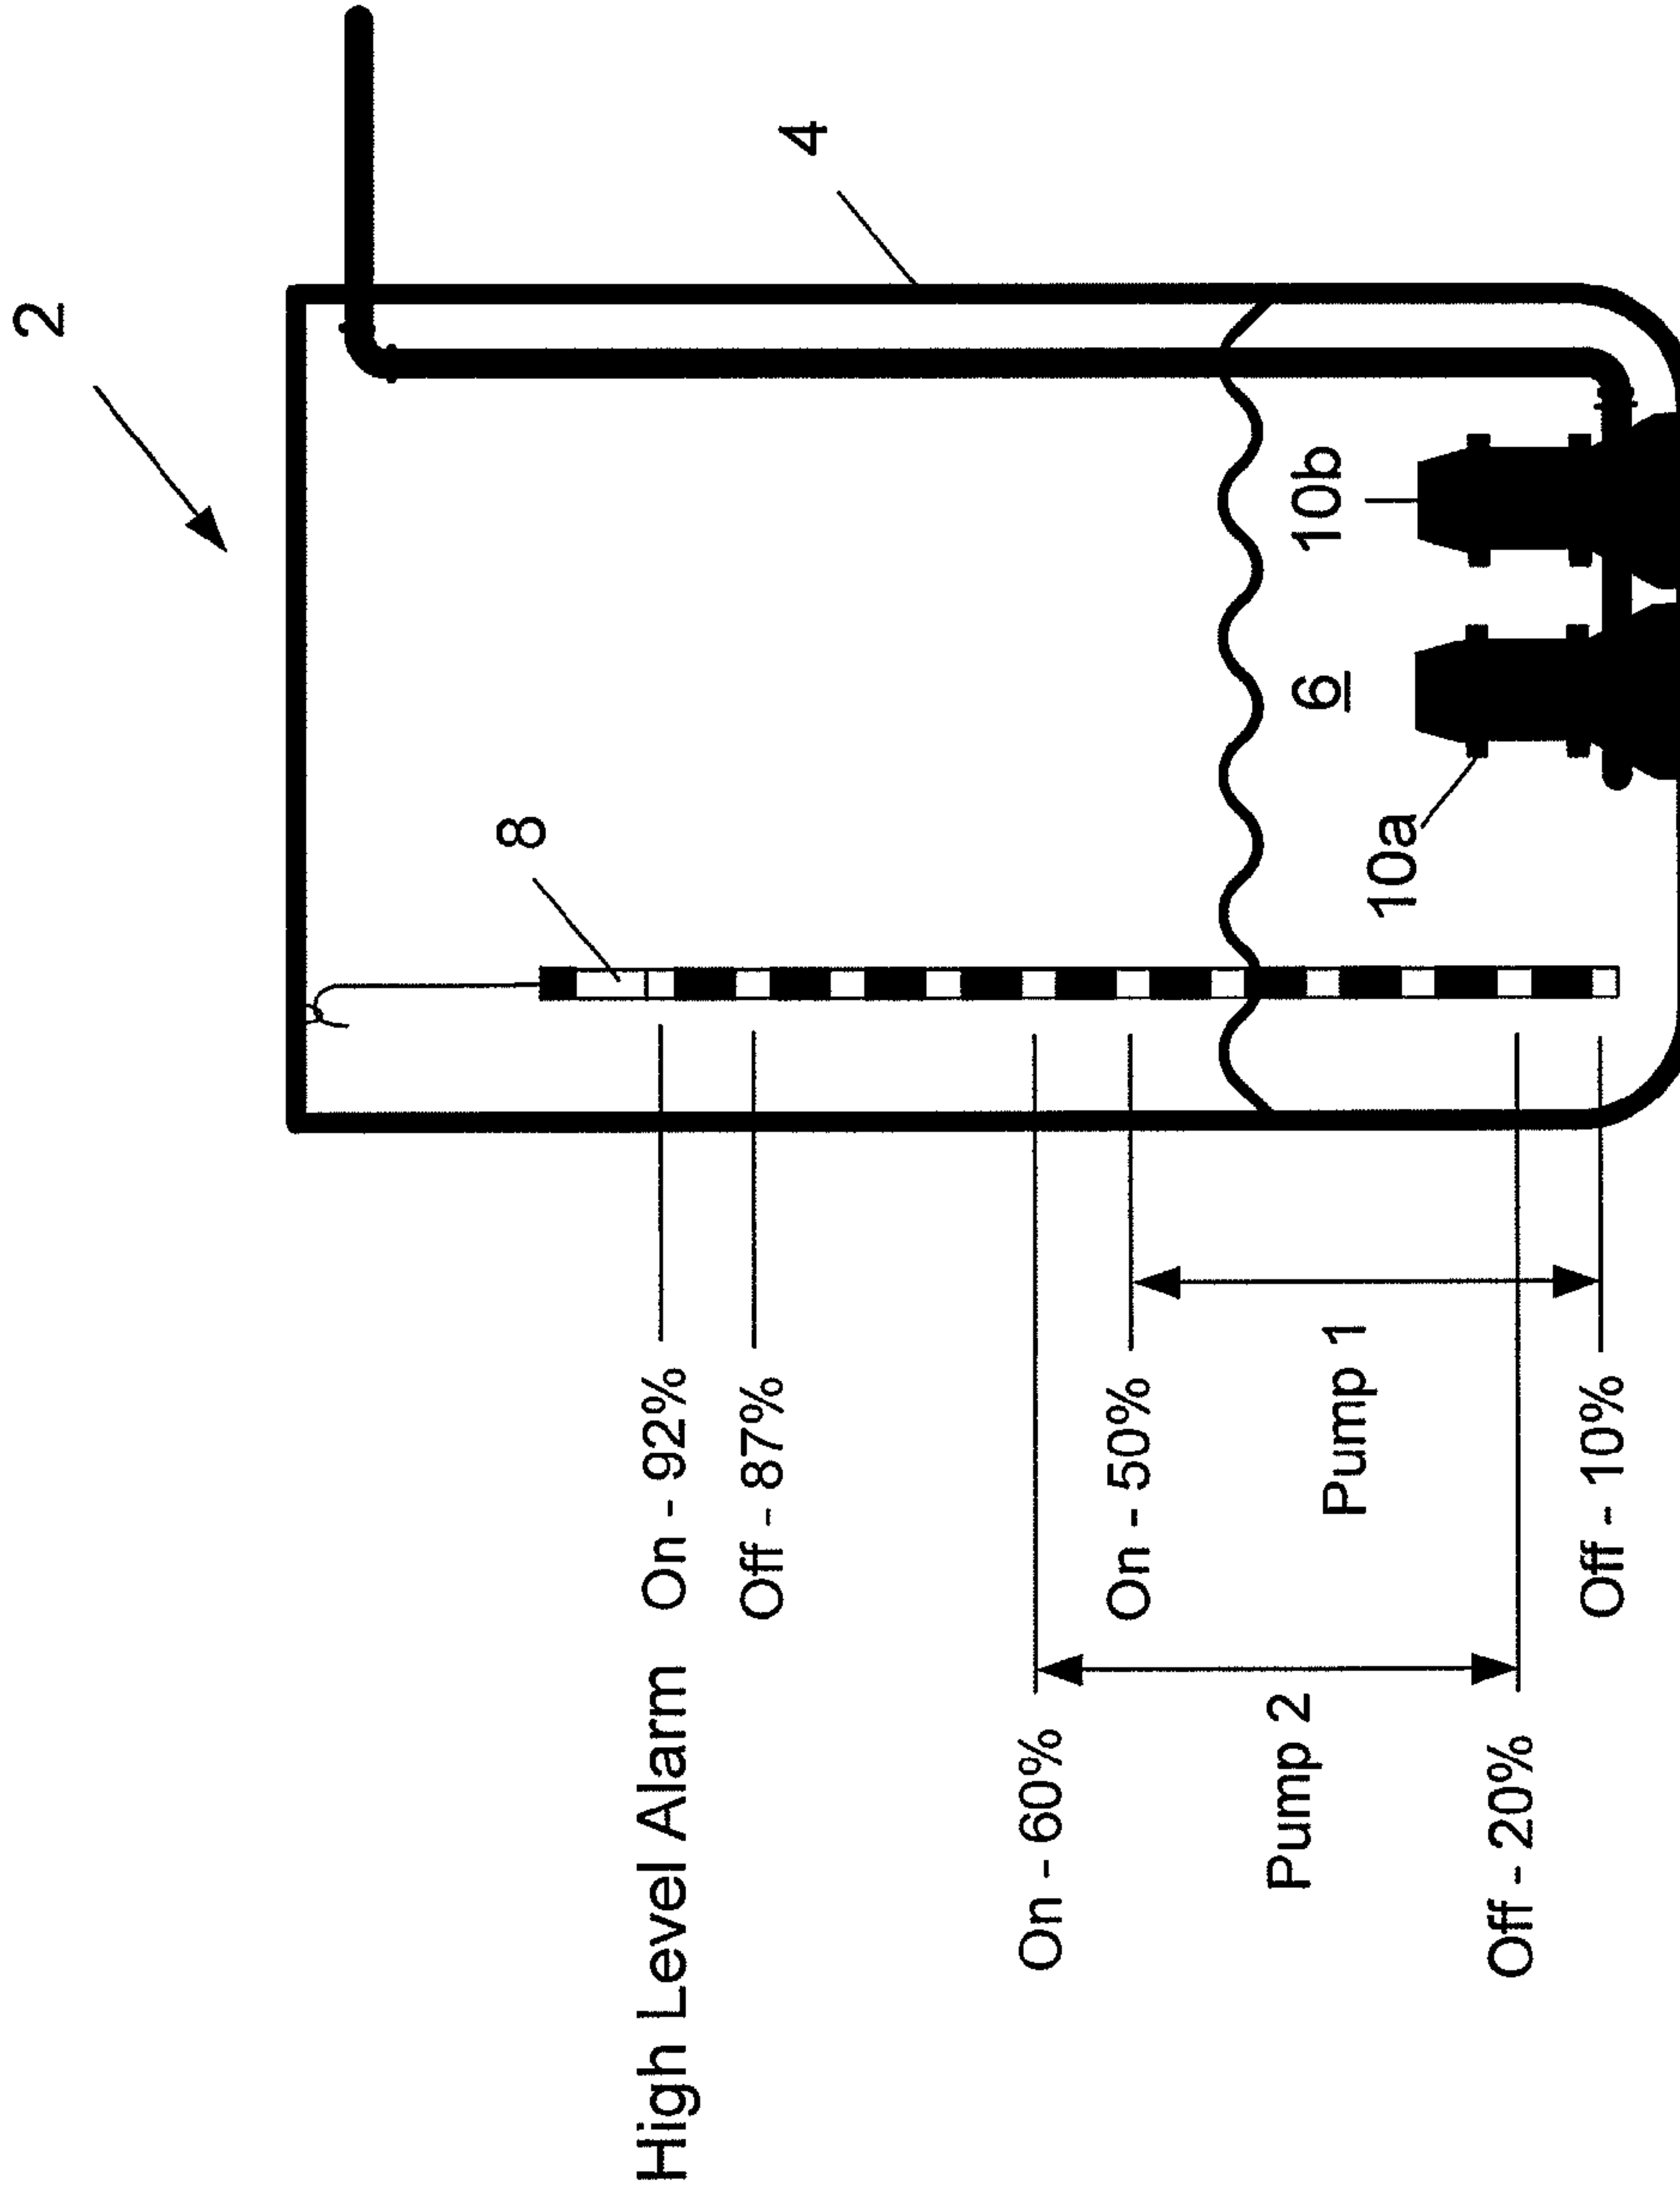 2
4
8
High Level Alarm On - 92%
Off - 87%
On - 60%
On - 50%
Pump 2
Pump 1
6
10b
10a
Off - 20%
Off - 10%